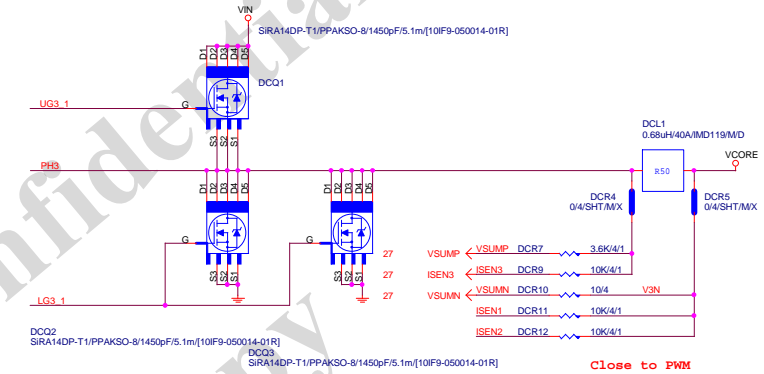 VIN
SiRA14DP-T1/PPAKSO-8/1450pF/5.1m/[10IF9-050014-01R]
D1 D2 D3 D4 D5
DCQ1
UG3_1
G
S3 S2 S1
DCL1
0.68uH/40A/IMD119/M/D
VCORE
PH3
R50
D1 D2 D3 D4 D5
D1 D2 D3 D4 D5
DCR4
0/4/SHT/M/X
DCR5
0/4/SHT/M/X
G
G
27 VSUMP VSUMP DCR7 3.6K/4/1
S3 S2 S1
S3 S2 S1
27 ISEN3 ISEN3 DCR9 10K/4/1
27 VSUMN VSUMN DCR10 10/4 V3N
LG3_1
ISEN1 DCR11 10K/4/1
ISEN2 DCR12 10K/4/1
DCQ2
SiRA14DP-T1/PPAKSO-8/1450pF/5.1m/[10IF9-050014-01R]
DCQ3
SiRA14DP-T1/PPAKSO-8/1450pF/5.1m/[10IF9-050014-01R]
Close to PWM